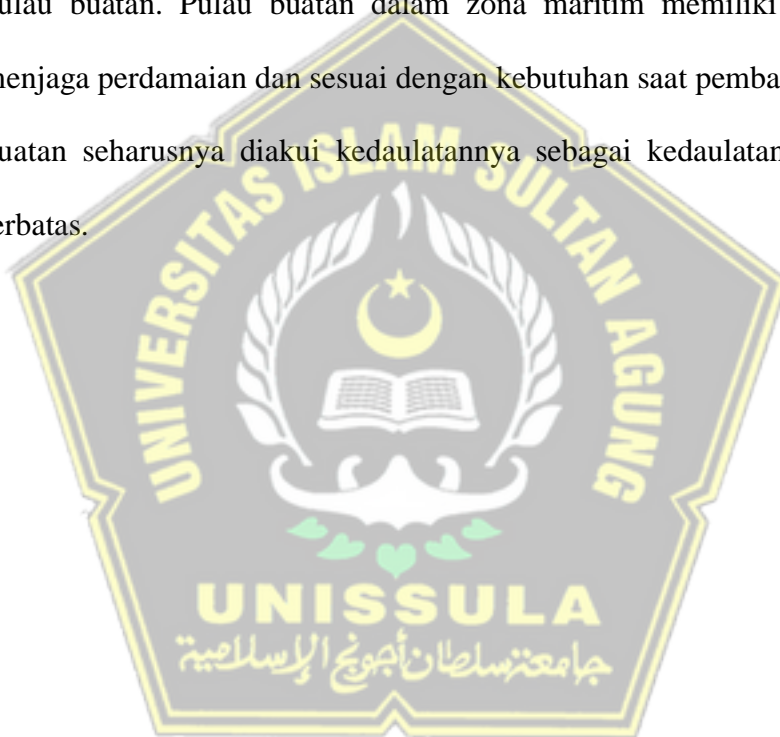 ulau buatan. Pulau buatan dalam zona maritim memiliki
nenjaga perdamaian dan sesuai dengan kebutuhan saat pemba
uatan seharusnya diakui kedaulatannya sebagai kedaulatan
erbatas.
UNIVERSITAS ISLAM SULTAN AGUNG
UNISSULA
جامعة سلطان أجونج الإسلامية